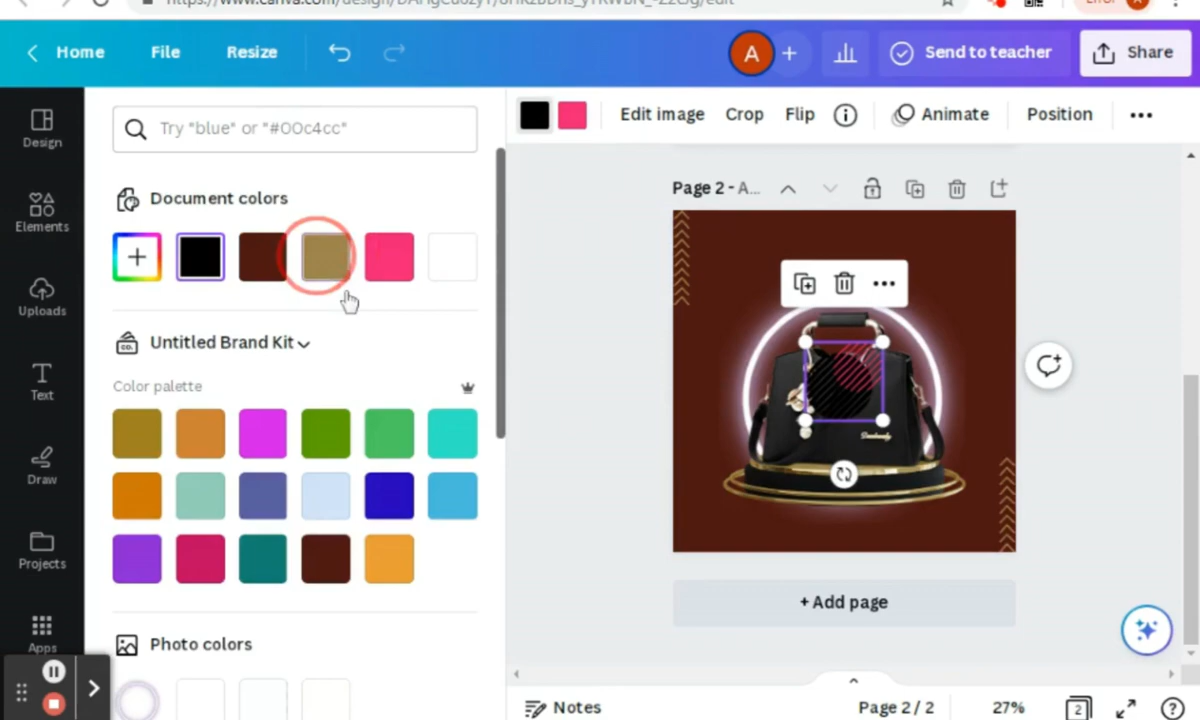 Home
File
Resize
A
+
Send to teacher
Share
Design
Elements
Uploads
Text
Draw
Projects
Apps
Try "blue" or "#00c4cc"
Document colors
Untitled Brand Kit
Color palette
Photo colors
Edit image
Crop
Flip
Animate
Position
Page 2 - A...
+ Add page
Notes
Page 2 / 2
27%
2